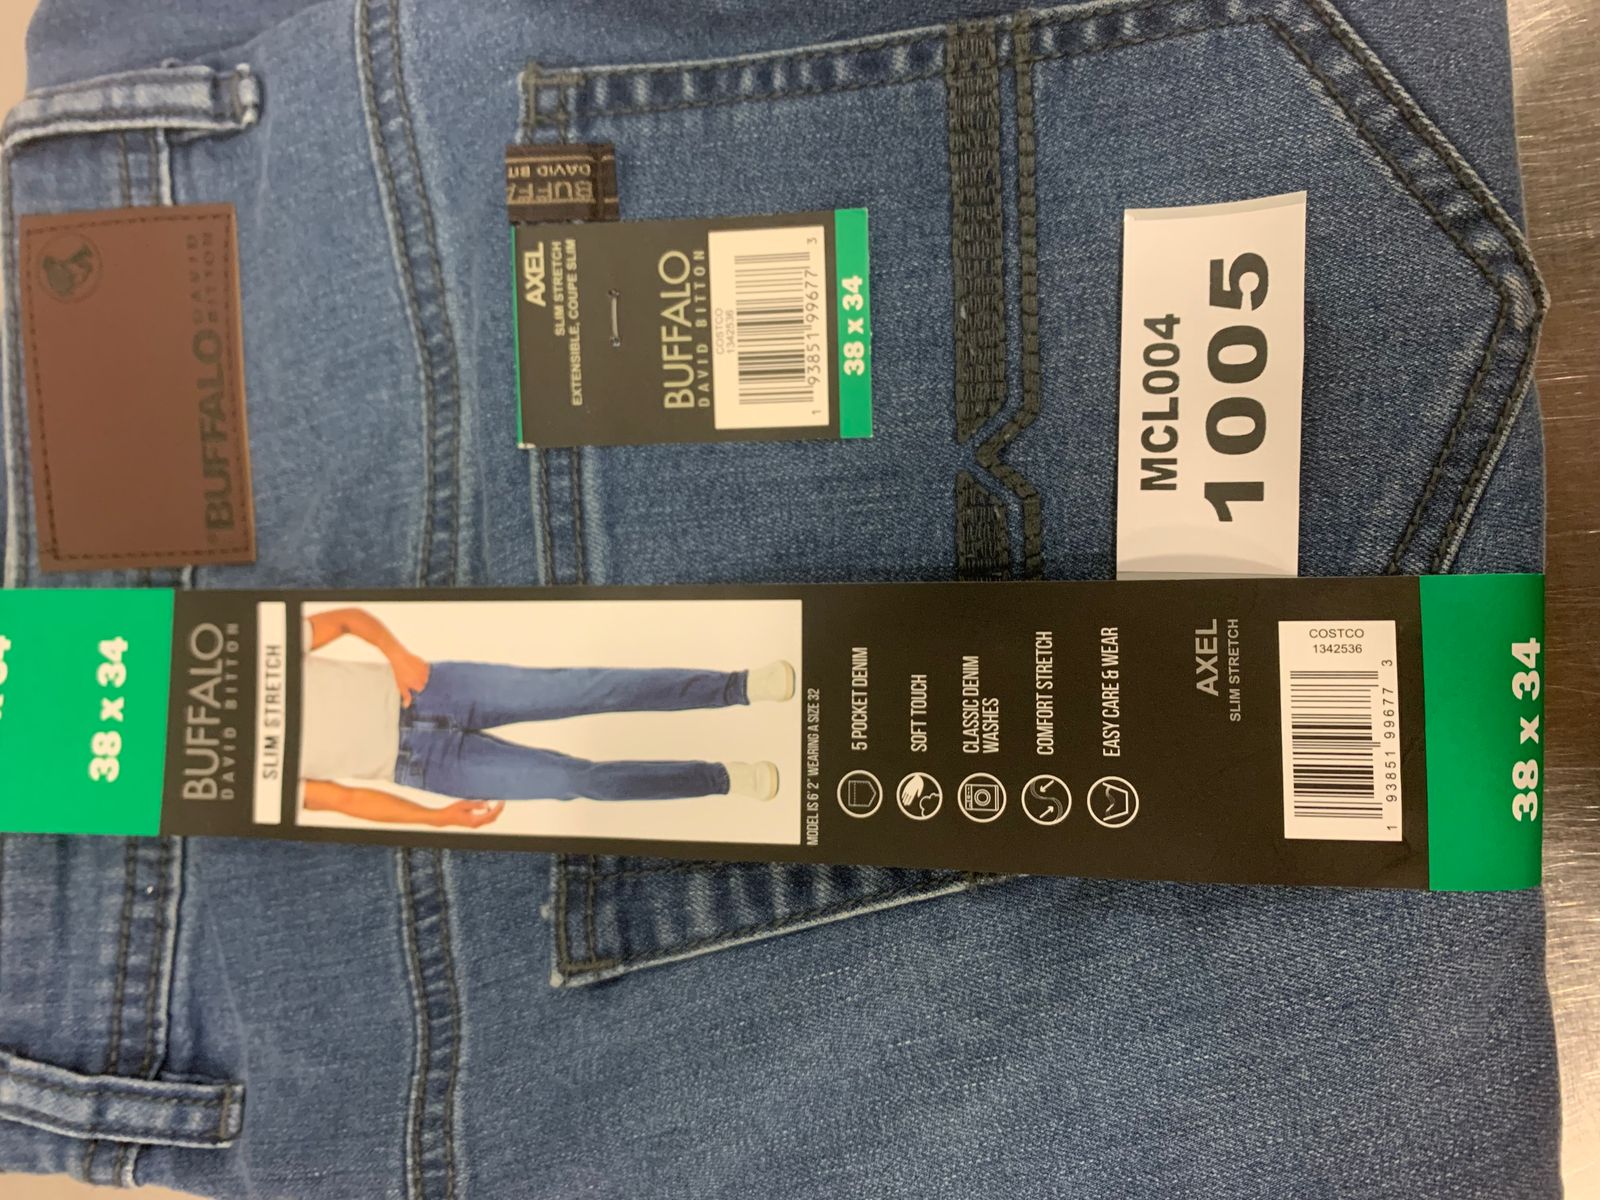 BUFFALO
DAVID BITTON
BUFFA
DAVID BIT
AXEL
SLIM STRETCH
EXTENSIBLE, COUPE SLIM
BUFFALO
DAVID BITTON
COSTCO
1342536
1 93851 99677 3
38 x 34
MCL004
1005
38 x 34
BUFFALO
DAVID BITTON
SLIM STRETCH
MODEL IS 6'2" WEARING A SIZE 32
5 POCKET DENIM
SOFT TOUCH
CLASSIC DENIM
WASHES
COMFORT STRETCH
EASY CARE & WEAR
AXEL
SLIM STRETCH
COSTCO
1342536
1 93851 99677 3
38 x 34